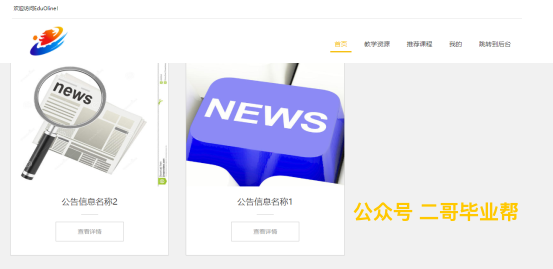 欢迎访问EduOline!
首页 教学资源 推荐课程 我的 跳转到后台
news
NEWS
公告信息名称2
公告信息名称1
查看详细
查看详细
公众号 二哥毕业帮